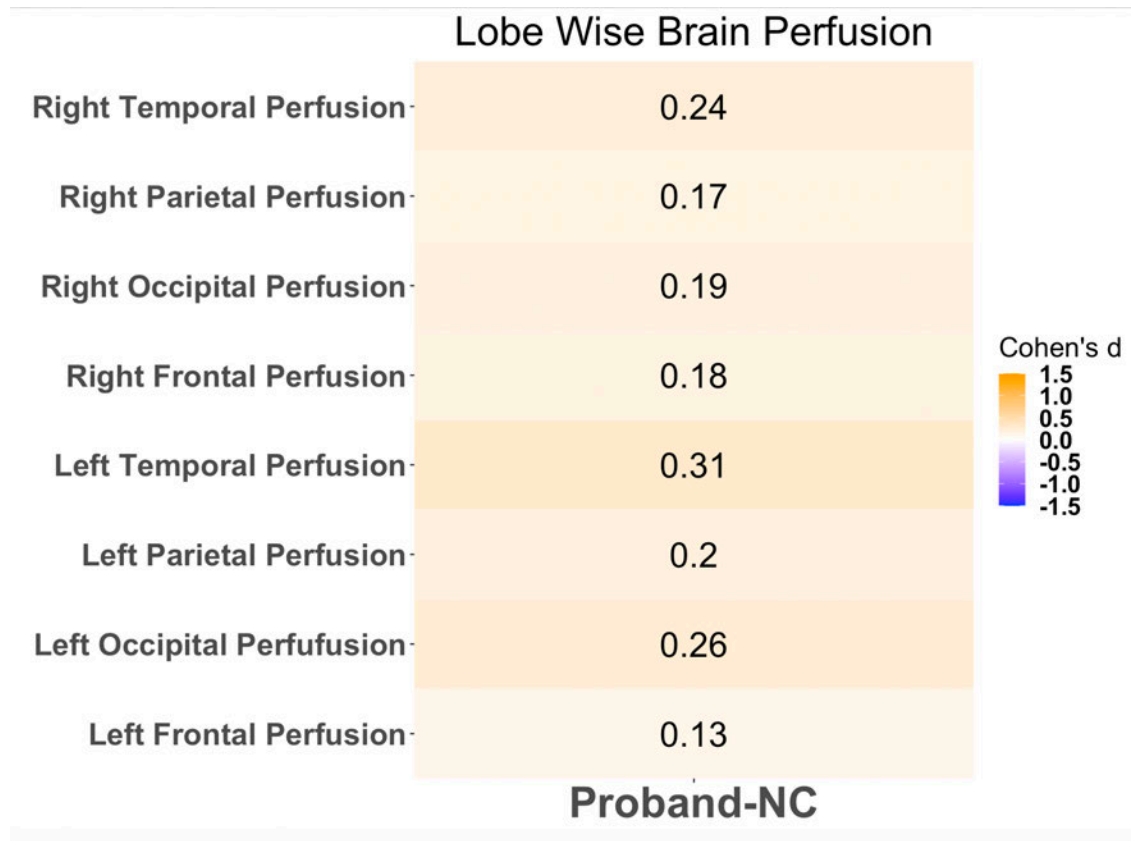 Lobe Wise Brain Perfusion
Right Temporal Perfusion 0.24
Right Parietal Perfusion 0.17
Right Occipital Perfusion 0.19
Right Frontal Perfusion 0.18
Left Temporal Perfusion 0.31
Left Parietal Perfusion 0.2
Left Occipital Perfufusion 0.26
Left Frontal Perfusion 0.13
Proband-NC
Cohen's d
1.5
1.0
0.5
0.0
-0.5
-1.0
-1.5